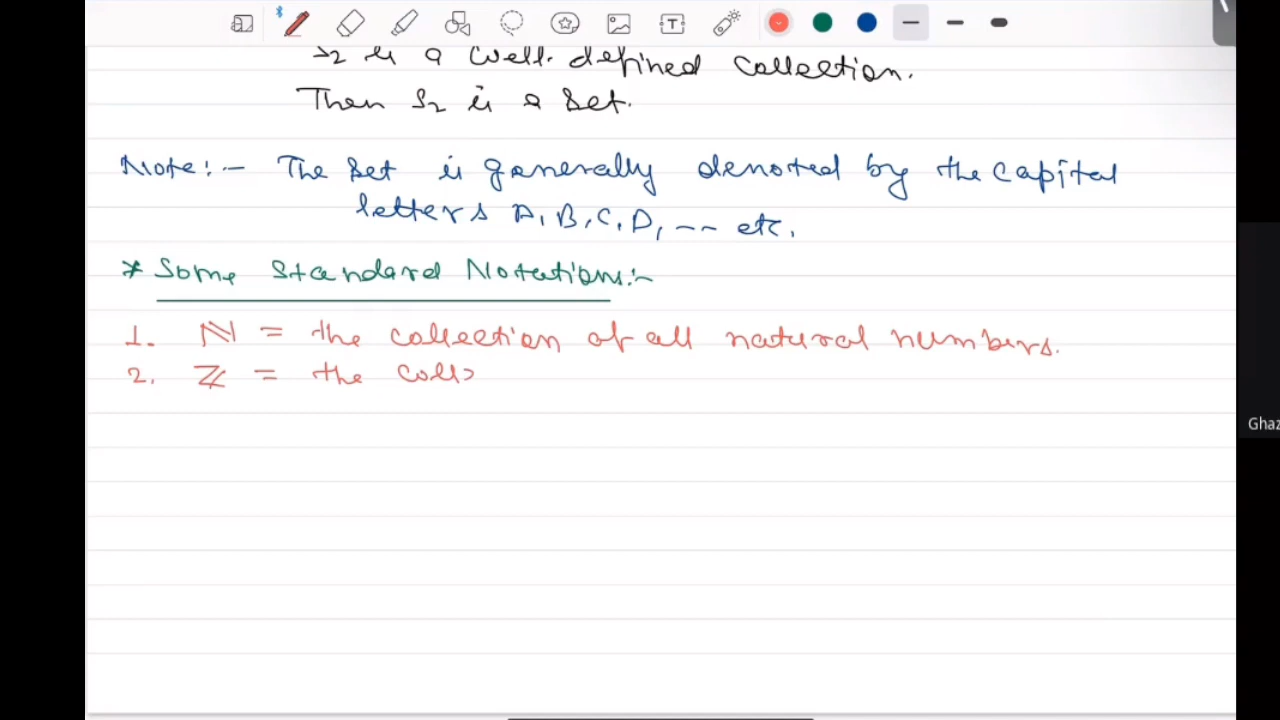 S₂ is a well-defined collection.
Then S₂ is a set.
Note:- The set is generally denoted by the capital
letters A, B, C, D, --- etc.
* Some Standard Notations:-
1. ℕ = the collection of all natural numbers.
2. ℤ = the coll
Ghaz